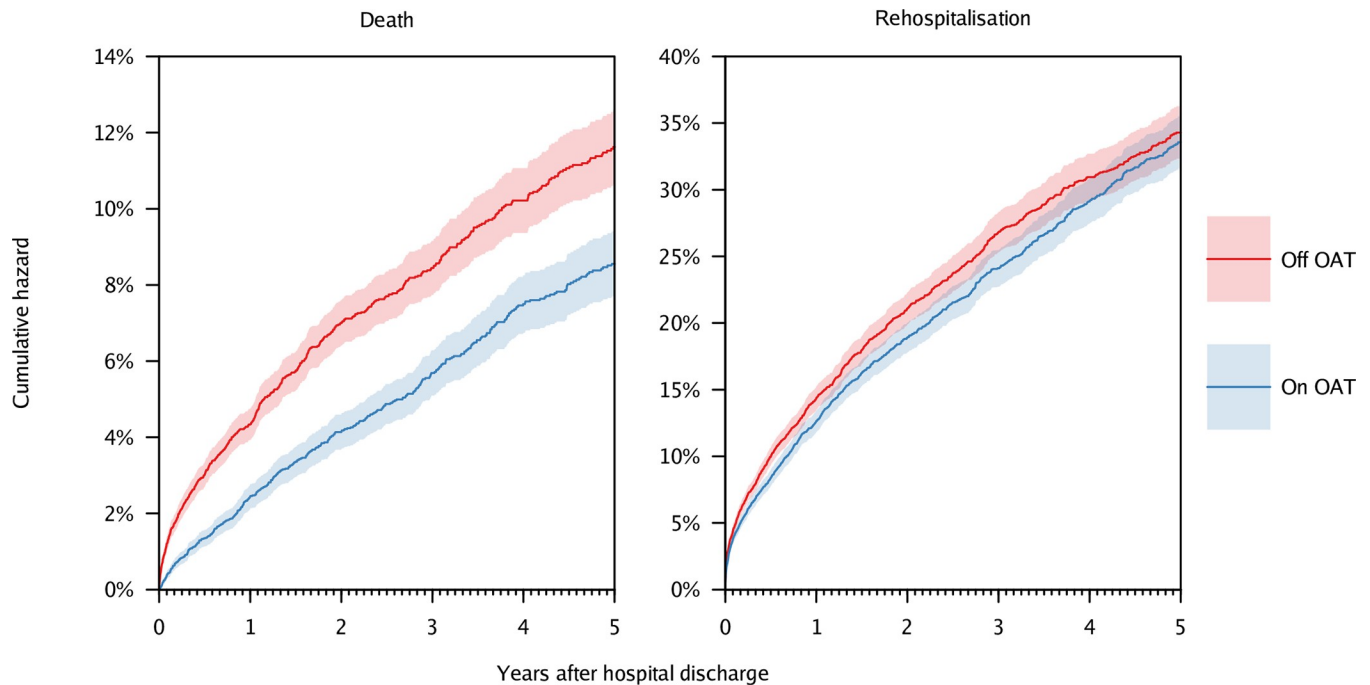 Death
Rehospitalisation
Cumulative hazard
14%
12%
10%
8%
6%
4%
2%
0%
0 1 2 3 4 5
40%
35%
30%
25%
20%
15%
10%
5%
0%
0 1 2 3 4 5
Years after hospital discharge
Off OAT
On OAT